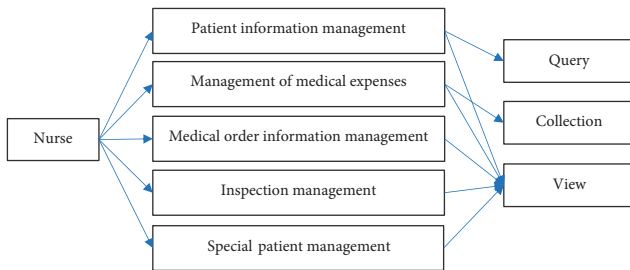 Nurse
Patient information management
Management of medical expenses
Medical order information management
Inspection management
Special patient management
Query
Collection
View